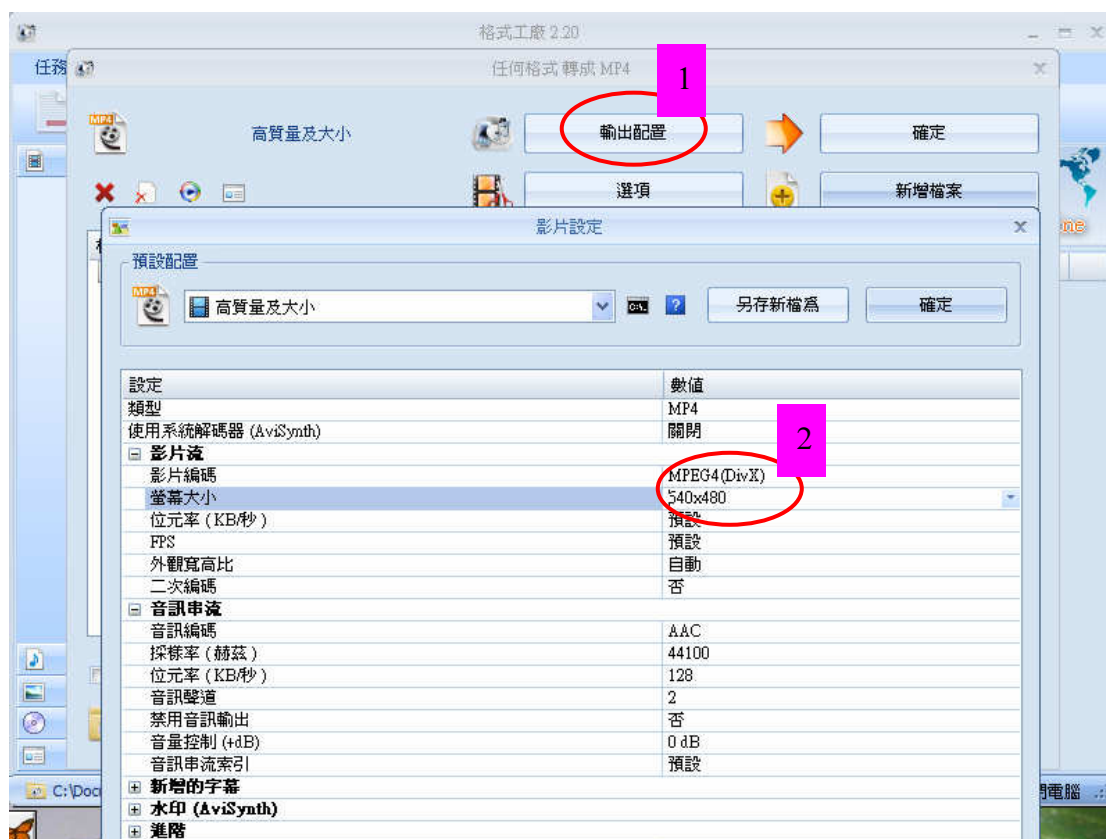 格式工廠 2.20
任務
任何格式 轉成 MP4
1
MP4
高質量及大小
輸出配置
確定
選項
新增檔案
one
影片設定
預設配置
MP4
高質量及大小
C:\.
?
另存新檔爲
確定
設定 數值
類型 MP4
使用系統解碼器 (AviSynth) 關閉
2
影片流
影片編碼 MPEG4(DivX)
螢幕大小 640x480
位元率 ( KB/秒 ) 預設
FPS 預設
外觀寬高比 自動
二次編碼 否
音訊串流
音訊編碼 AAC
採樣率 ( 赫茲 ) 44100
位元率 ( KB/秒 ) 128
音訊聲道 2
禁用音訊輸出 否
音量控制 (+dB) 0 dB
音訊串流索引 預設
新增的字幕
水印 (AviSynth)
進階
C:\Doc
電腦